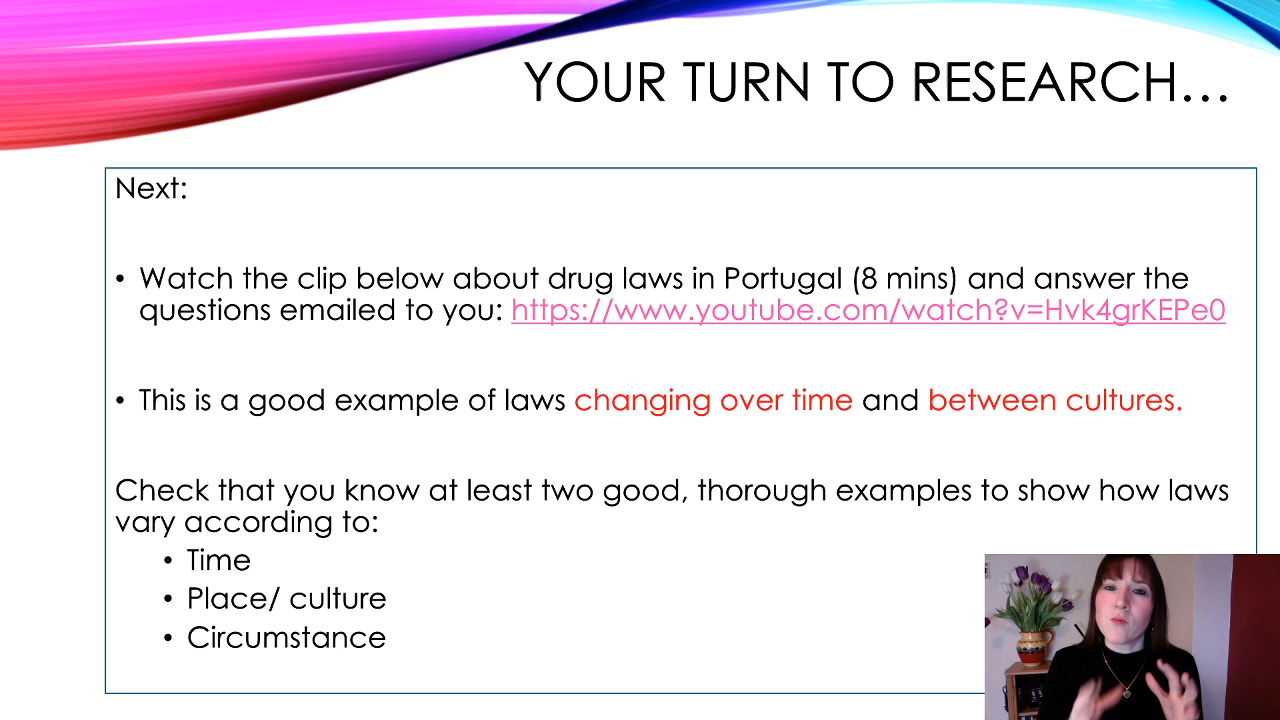 YOUR TURN TO RESEARCH…
Next:
• Watch the clip below about drug laws in Portugal (8 mins) and answer the
questions emailed to you: https://www.youtube.com/watch?v=Hvk4grKEPe0
• This is a good example of laws changing over time and between cultures.
Check that you know at least two good, thorough examples to show how laws
vary according to:
• Time
• Place/ culture
• Circumstance